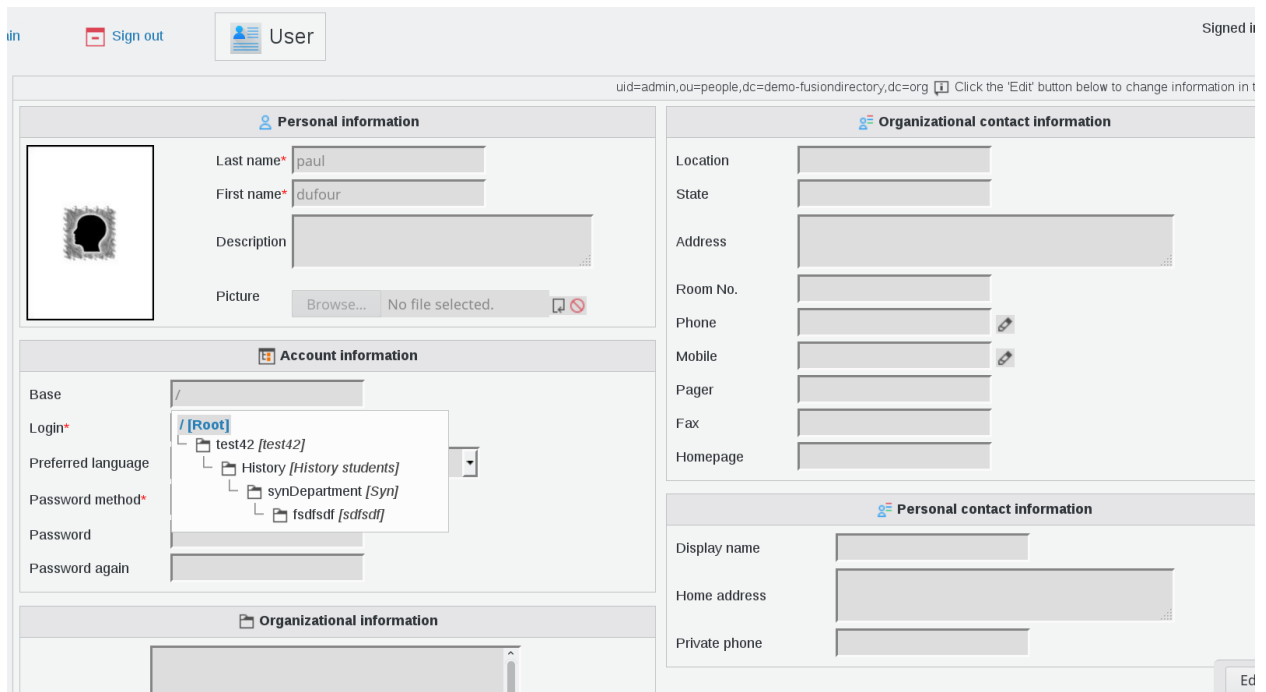 ain Sign out User Signed in
uid=admin,ou=people,dc=demo-fusiondirectory,dc=org Click the 'Edit' button below to change information in t
Personal information
Last name* paul
First name* dufour
Description
Picture Browse... No file selected.
Account information
Base /
/ [Root]
Login*
test42 [test42]
Preferred language
History [History students]
synDepartment [Syn]
Password method*
fsdfsdf [sdfsdf]
Password
Password again
Organizational information
Organizational contact information
Location
State
Address
Room No.
Phone
Mobile
Pager
Fax
Homepage
Personal contact information
Display name
Home address
Private phone
Ed